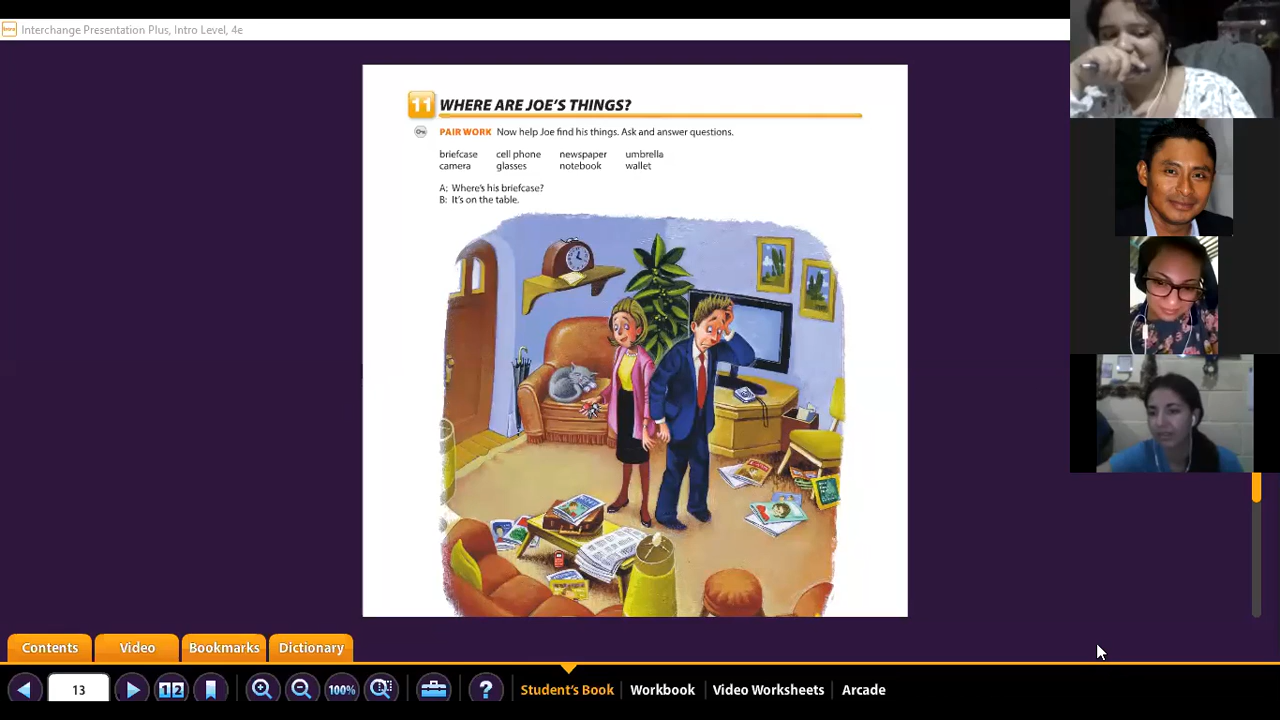 Interchange Presentation Plus, Intro Level, 4e
11 WHERE ARE JOE'S THINGS?
PAIR WORK Now help Joe find his things. Ask and answer questions.
briefcase cell phone newspaper umbrella
camera glasses notebook wallet
A: Where's his briefcase?
B: It's on the table.
Contents Video Bookmarks Dictionary
13 12 100% ? Student's Book Workbook Video Worksheets Arcade